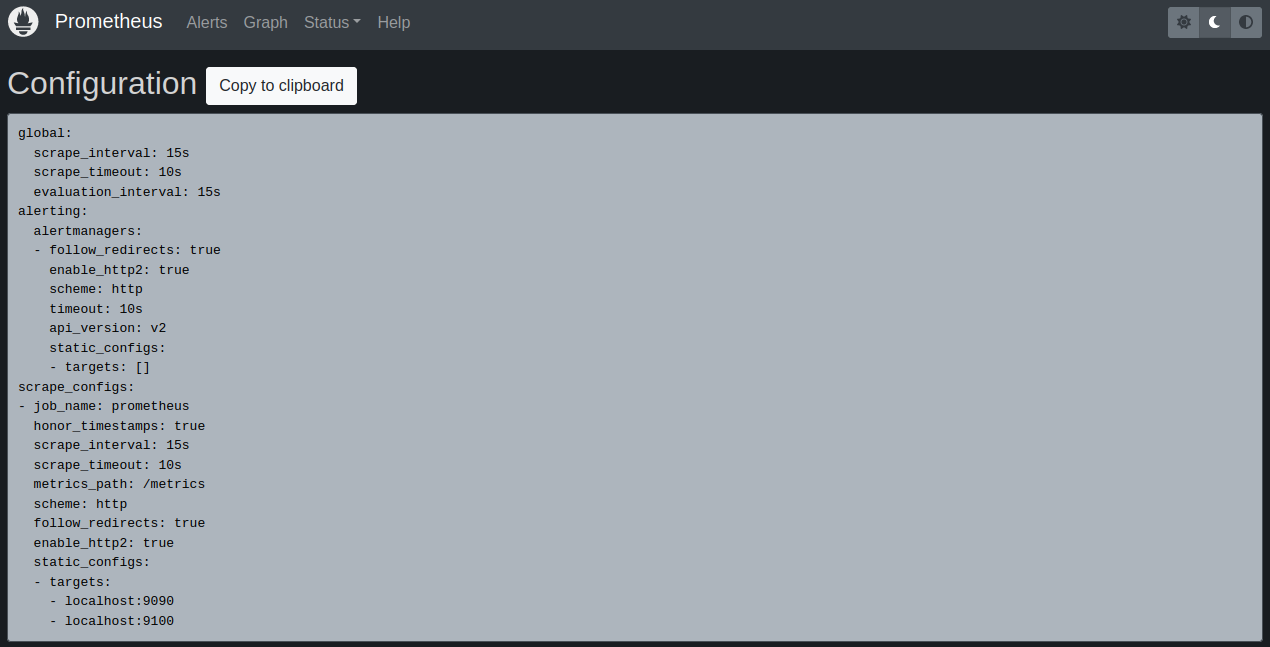 Prometheus Alerts Graph Status Help
Configuration Copy to clipboard
global:
  scrape_interval: 15s
  scrape_timeout: 10s
  evaluation_interval: 15s
alerting:
  alertmanagers:
  - follow_redirects: true
    enable_http2: true
    scheme: http
    timeout: 10s
    api_version: v2
    static_configs:
    - targets: []
scrape_configs:
- job_name: prometheus
  honor_timestamps: true
  scrape_interval: 15s
  scrape_timeout: 10s
  metrics_path: /metrics
  scheme: http
  follow_redirects: true
  enable_http2: true
  static_configs:
  - targets:
    - localhost:9090
    - localhost:9100